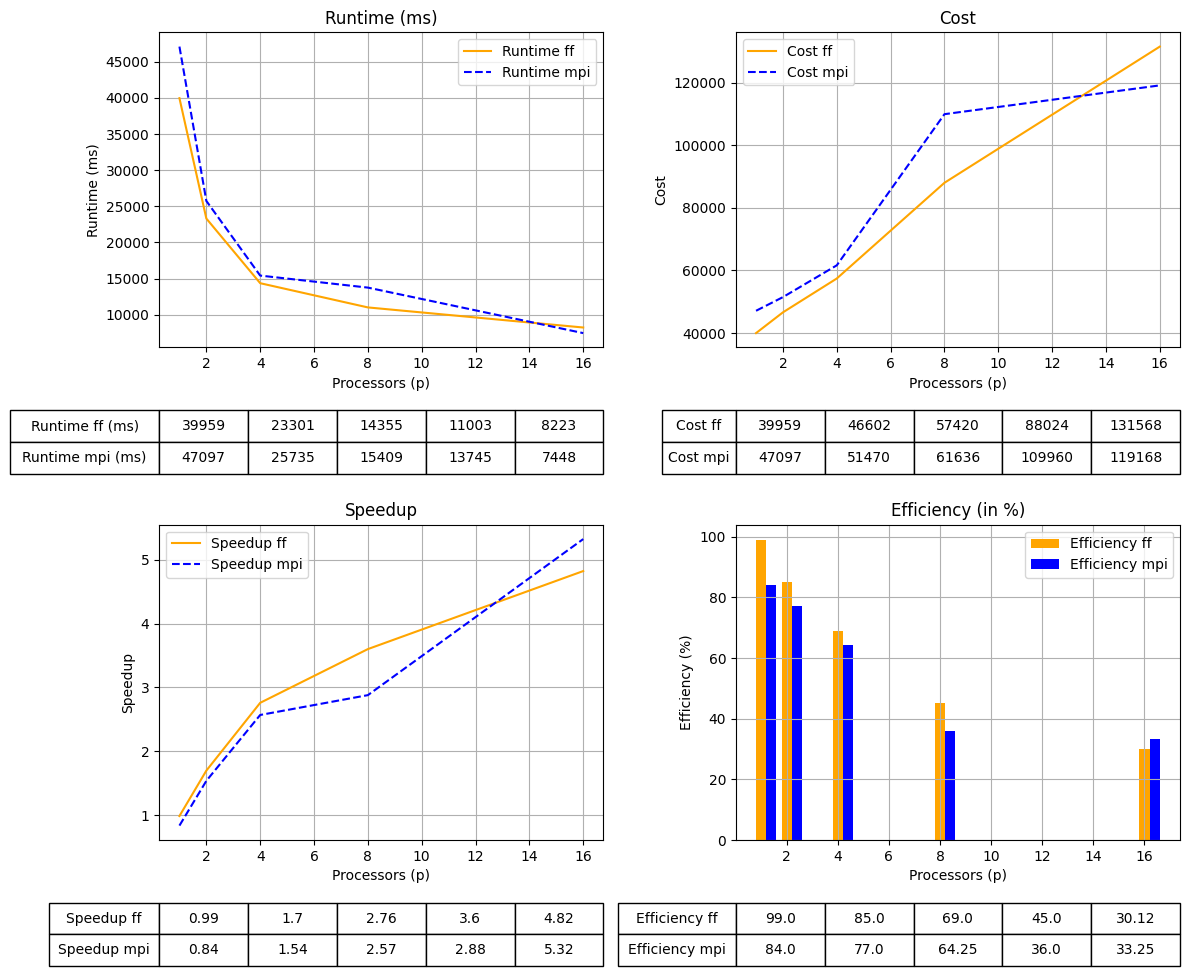 Runtime (ms)
Runtime ff
Runtime mpi
45000
40000
35000
30000
25000
20000
15000
10000
Runtime (ms)
2 4 6 8 10 12 14 16
Processors (p)
Runtime ff (ms) 39959 23301 14355 11003 8223
Runtime mpi (ms) 47097 25735 15409 13745 7448
Cost
Cost ff
Cost mpi
120000
100000
80000
60000
40000
Cost
2 4 6 8 10 12 14 16
Processors (p)
Cost ff 39959 46602 57420 88024 131568
Cost mpi 47097 51470 61636 109960 119168
Speedup
Speedup ff
Speedup mpi
5
4
3
2
1
Speedup
2 4 6 8 10 12 14 16
Processors (p)
Speedup ff 0.99 1.7 2.76 3.6 4.82
Speedup mpi 0.84 1.54 2.57 2.88 5.32
Efficiency (in %)
Efficiency ff
Efficiency mpi
100
80
60
40
20
0
Efficiency (%)
2 4 6 8 10 12 14 16
Processors (p)
Efficiency ff 99.0 85.0 69.0 45.0 30.12
Efficiency mpi 84.0 77.0 64.25 36.0 33.25